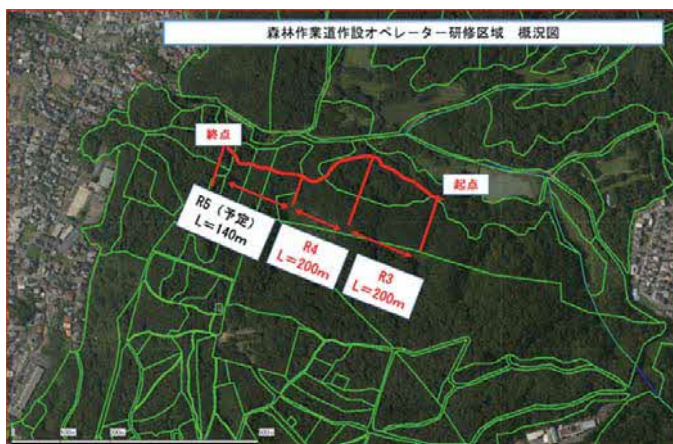 森林作業道作設オペレーター研修区域　概況図
終点
起点
R5（予定）
L＝140m
R4
L＝200m
R3
L＝200m